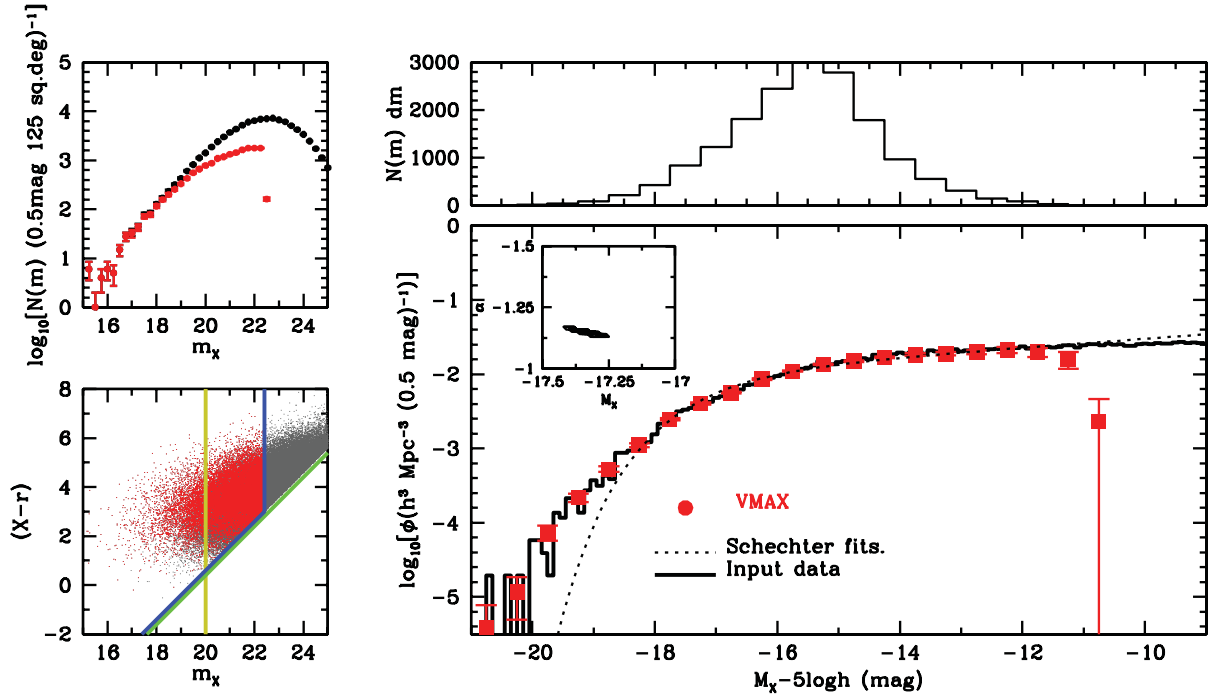 log₁₀[N(m) (0.5mag 125 sq.deg)⁻¹]
5
4
3
2
1
0
16 18 20 22 24
mₓ
(X-r)
8
6
4
2
0
-2
16 18 20 22 24
mₓ
N(m) dm
3000
2000
1000
0
log₁₀[φ(h³ Mpc⁻³ (0.5 mag)⁻¹)]
0
-1
-2
-3
-4
-5
-1.5
α -1.25
-1
-17.5 -17.25 -17
Mₓ
VMAX
Schechter fits.
Input data
-20 -18 -16 -14 -12 -10
Mₓ-5logh (mag)